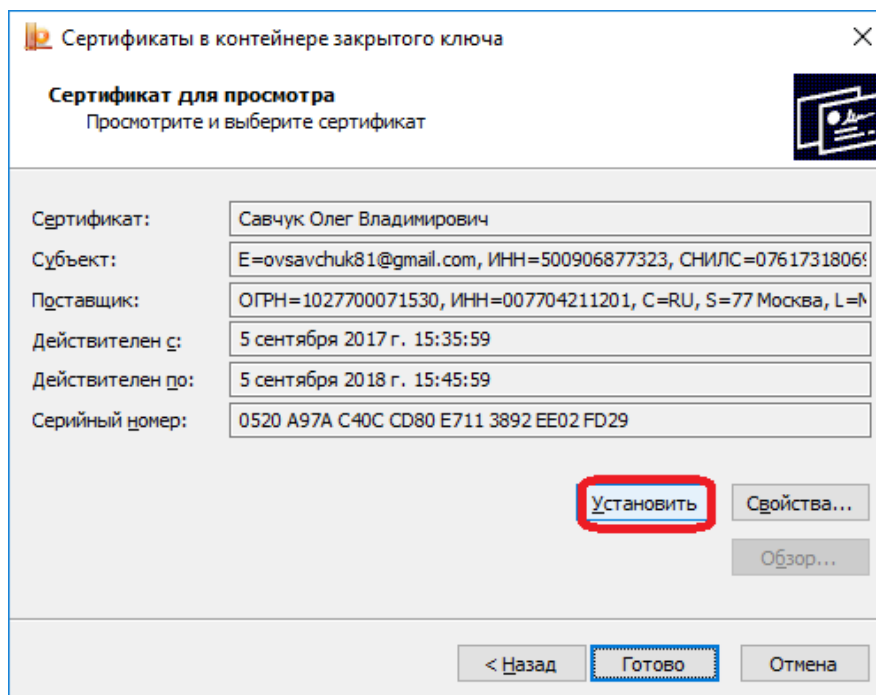 Сертификаты в контейнере закрытого ключа
Сертификат для просмотра
Просмотрите и выберите сертификат
Сертификат: Савчук Олег Владимирович
Субъект: E=ovsavchuk81@gmail.com, ИНН=500906877323, СНИЛС=07617318069
Поставщик: ОГРН=1027700071530, ИНН=007704211201, C=RU, S=77 Москва, L=М
Действителен с: 5 сентября 2017 г. 15:35:59
Действителен по: 5 сентября 2018 г. 15:45:59
Серийный номер: 0520 A97A C40C CD80 E711 3892 EE02 FD29
Установить Свойства...
Обзор...
< Назад Готово Отмена